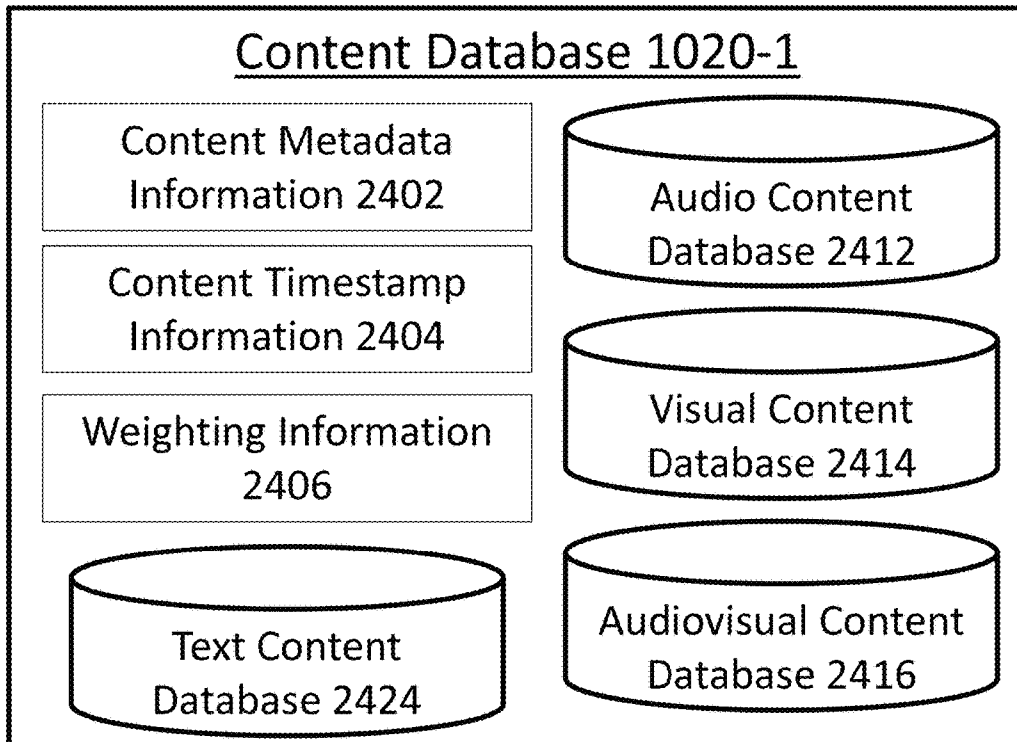 Content Database 1020-1
Content Metadata
Information 2402
Content Timestamp
Information 2404
Weighting Information
2406
Text Content
Database 2424
Audio Content
Database 2412
Visual Content
Database 2414
Audiovisual Content
Database 2416